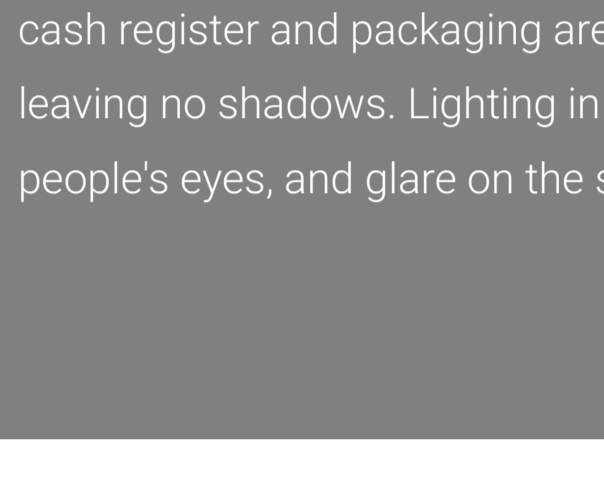 cash register and packaging are
leaving no shadows. Lighting in
people's eyes, and glare on the